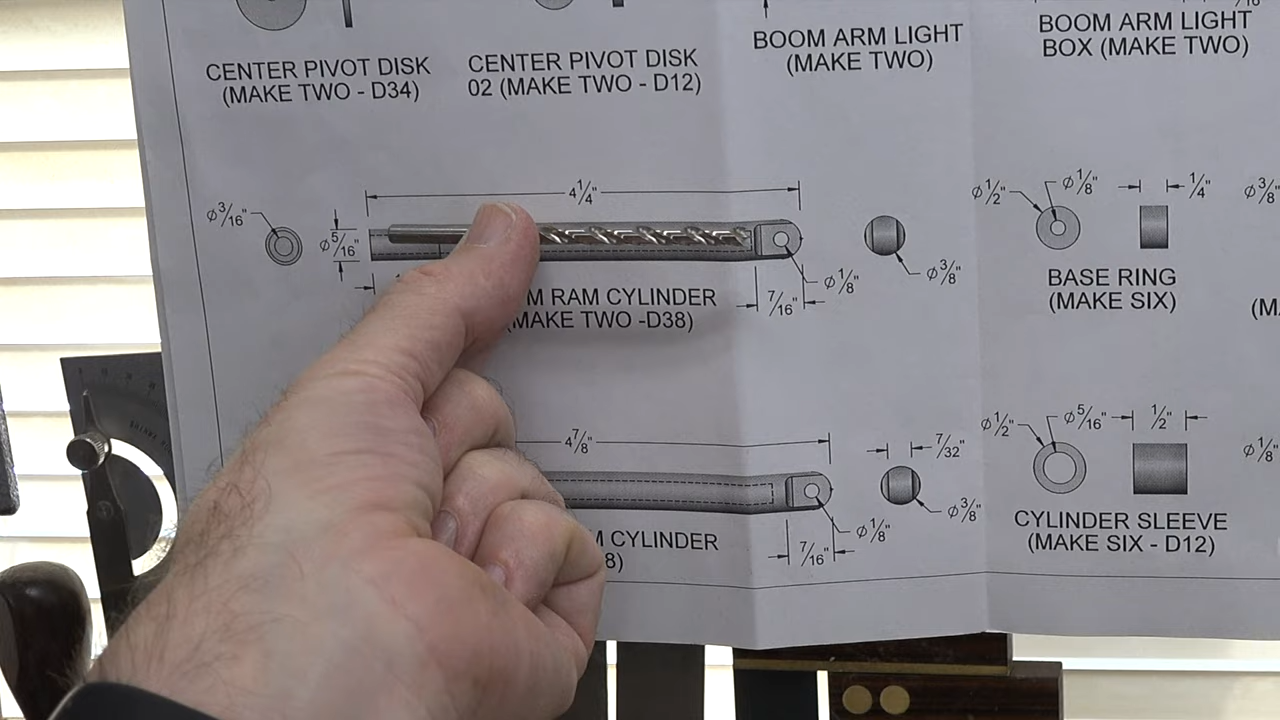 1/16"
CENTER PIVOT DISK
(MAKE TWO - D34)
CENTER PIVOT DISK
02 (MAKE TWO - D12)
BOOM ARM LIGHT
(MAKE TWO)
BOOM ARM LIGHT
BOX (MAKE TWO)
4 1/4"
ø3/16"
ø5/16"
ø1/8"
7/16"
ø3/8"
M RAM CYLINDER
(MAKE TWO -D38)
ø1/2"
ø1/8"
1/4"
ø3/8"
BASE RING
(MAKE SIX)
(M
4 7/8"
7/32"
ø3/8"
ø1/8"
7/16"
M CYLINDER
8)
ø1/2"
ø5/16"
1/2"
ø1/8"
CYLINDER SLEEVE
(MAKE SIX - D12)